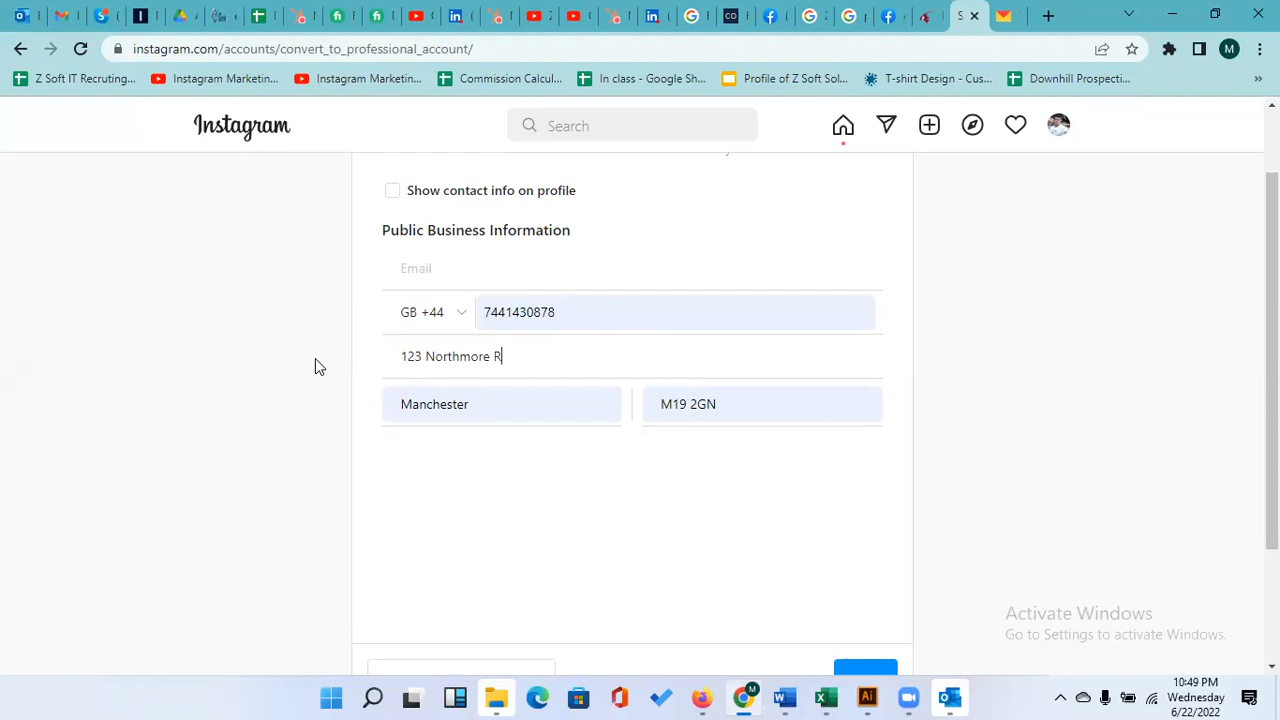 instagram.com/accounts/convert_to_professional_account/
M
Z Soft IT Recruting...
Instagram Marketin...
Instagram Marketin...
Commission Calcul...
In class - Google Sh...
Profile of Z Soft Sol...
T-shirt Design - Cus...
Downhill Prospecti...
»
Instagram
Search
Show contact info on profile
Public Business Information
Email
GB +44
7441430878
123 Northmore R
Manchester
M19 2GN
Activate Windows
Go to Settings to activate Windows.
10:49 PM
Wednesday
6/22/2022